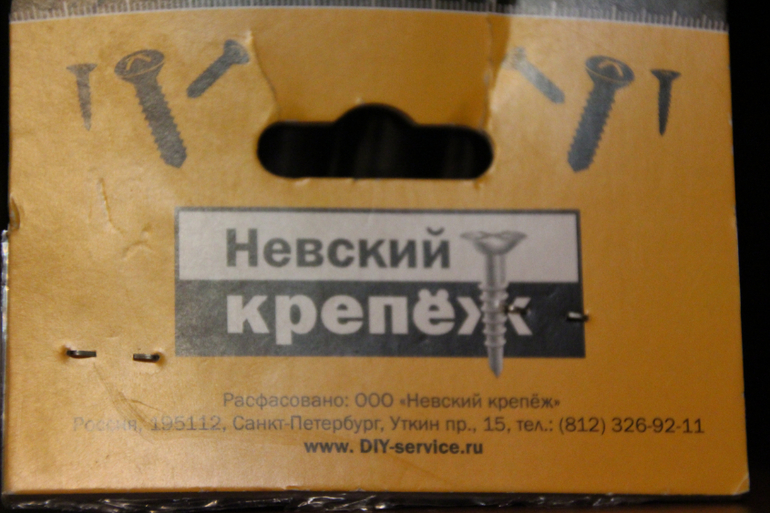 Невский
крепёж
Расфасовано: ООО «Невский крепёж»
Россия, 195112, Санкт-Петербург, Уткин пр., 15, тел.: (812) 326-92-11
www. DIY-service.ru